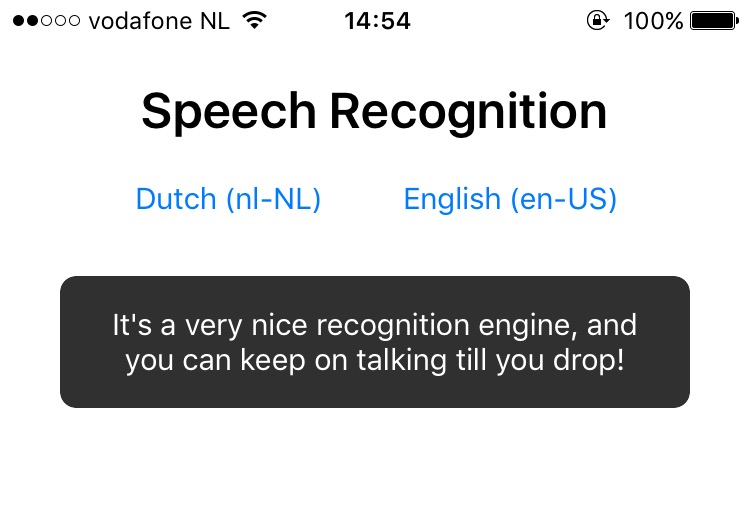 vodafone NL 14:54 100%
Speech Recognition
Dutch (nl-NL) English (en-US)
It's a very nice recognition engine, and
you can keep on talking till you drop!